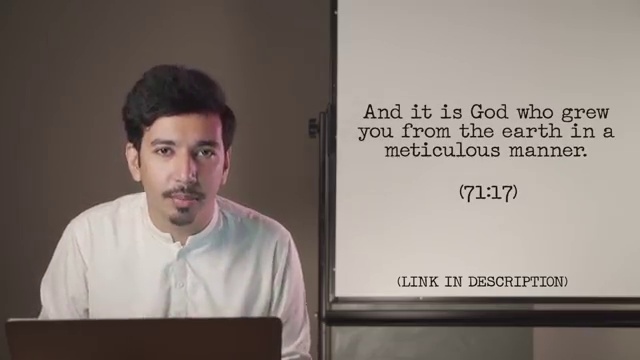 And it is God who grew
you from the earth in a
meticulous manner.
(71:17)
(LINK IN DESCRIPTION)